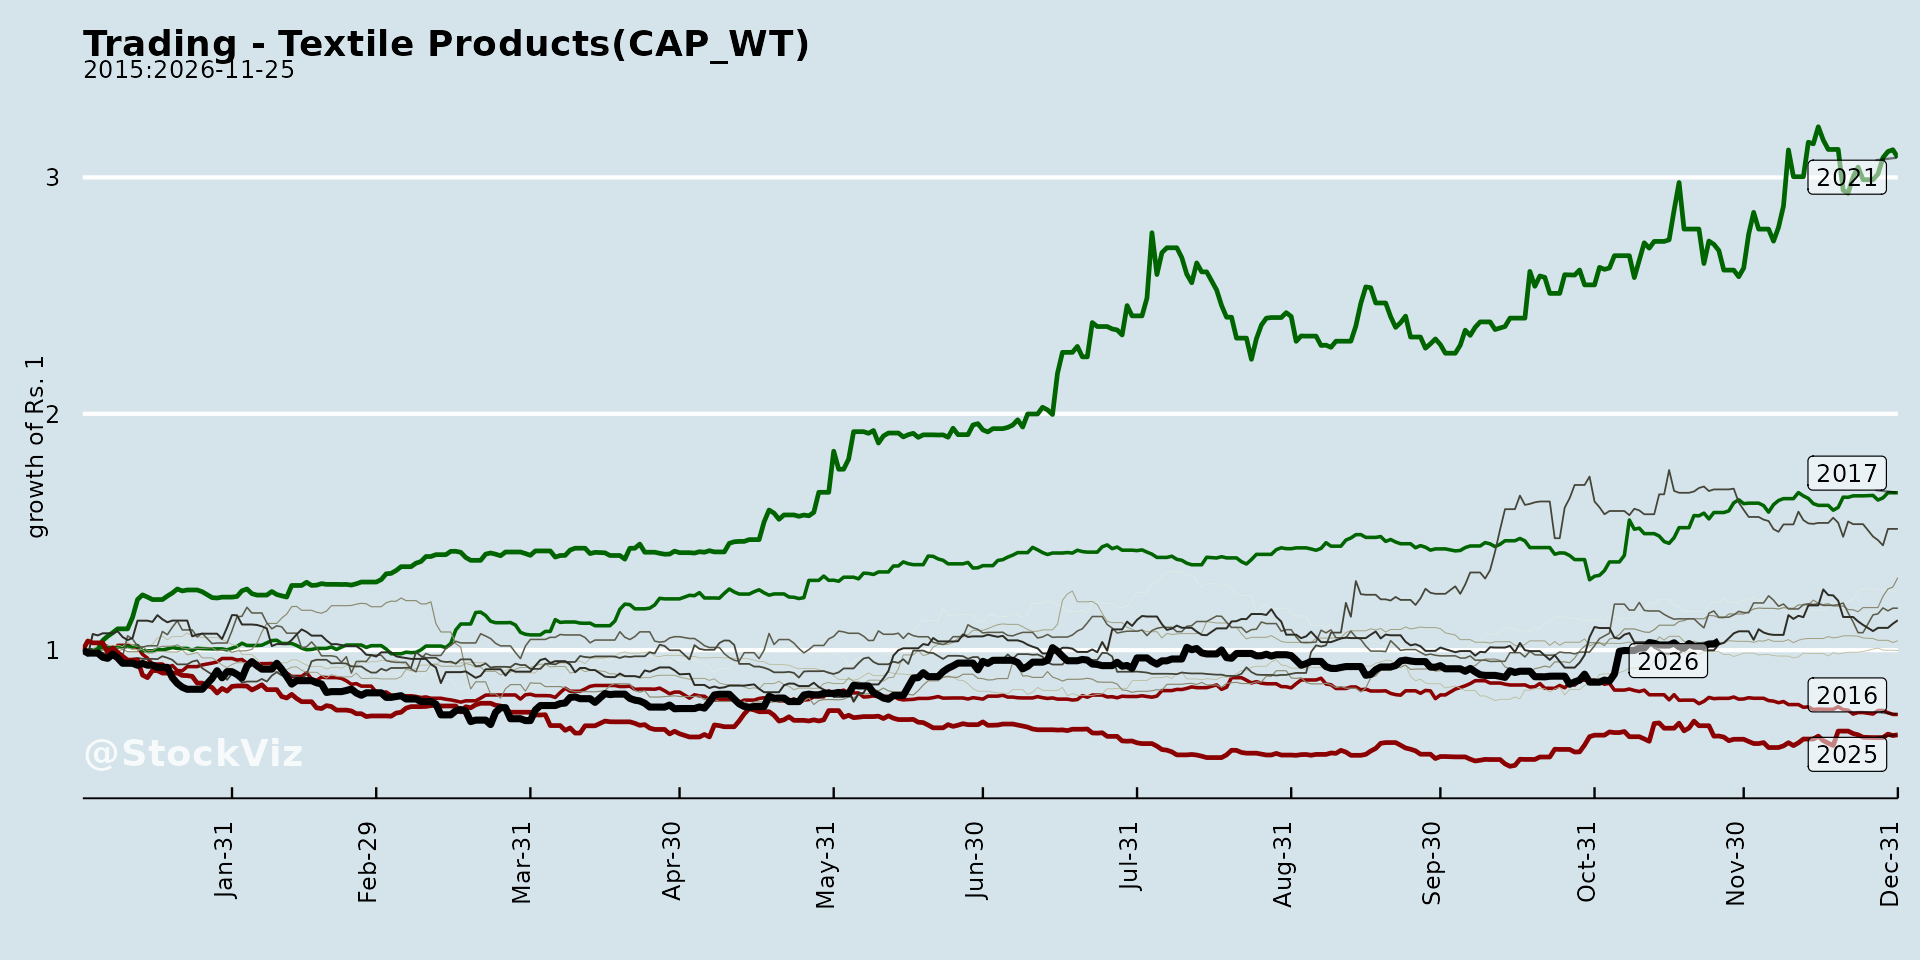 Trading - Textile Products(CAP_WT)
2015:2026-11-25
growth of Rs. 1
3
2
1
2021
2017
2026
2016
2025
@StockViz
Jan-31
Feb-29
Mar-31
Apr-30
May-31
Jun-30
Jul-31
Aug-31
Sep-30
Oct-31
Nov-30
Dec-31